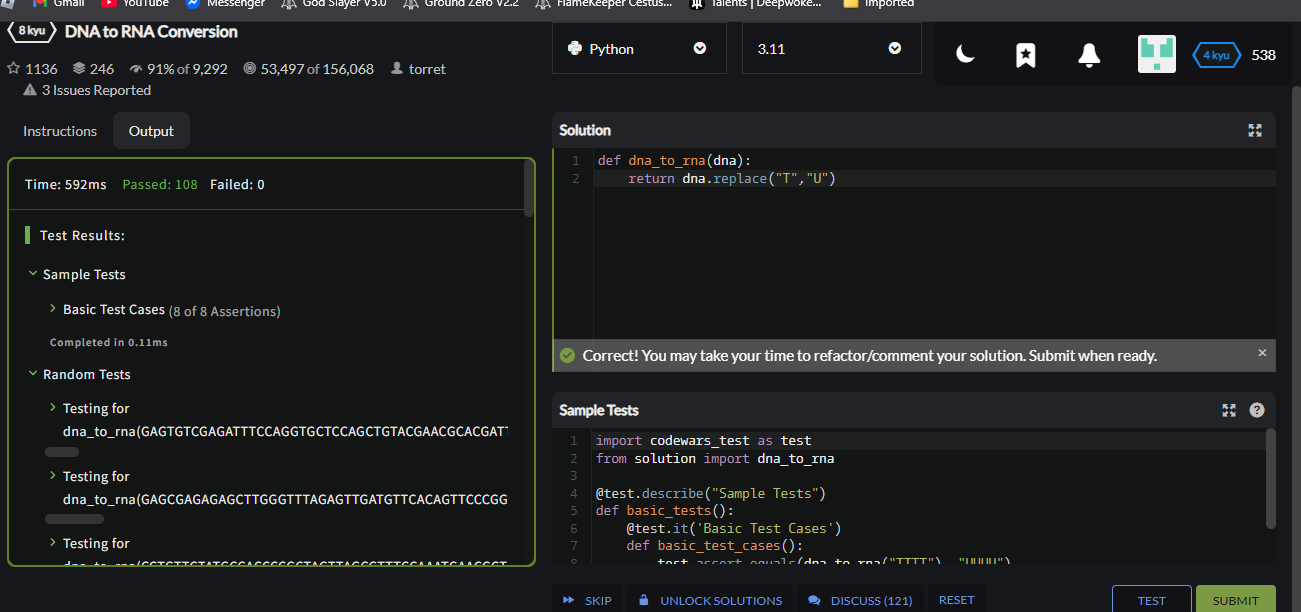 Gmail YouTube Messenger God Slayer V5.0 Ground Zero V2.2 FlameKeeper Cestus... Talents | Deepwoke... Imported
8 kyu DNA to RNA Conversion
1136 246 91% of 9,292 53,497 of 156,068 torret
3 Issues Reported
Python 3.11
4 kyu 538
Instructions Output
Time: 592ms Passed: 108 Failed: 0
Test Results:
Sample Tests
Basic Test Cases (8 of 8 Assertions)
Completed in 0.11ms
Random Tests
Testing for
dna_to_rna(GAGTGTCGAGATTTCCAGGTGCTCCAGCTGTACGAACGCACGAT
Testing for
dna_to_rna(GAGCGAGAGAGCTTGGGTTTAGAGTTGATGTTCACAGTTCCCGG
Testing for
Solution
1 def dna_to_rna(dna):
2 return dna.replace("T","U")
Correct! You may take your time to refactor/comment your solution. Submit when ready. ×
Sample Tests ?
1 import codewars_test as test
2 from solution import dna_to_rna
3
4 @test.describe("Sample Tests")
5 def basic_tests():
6 @test.it('Basic Test Cases')
7 def basic_test_cases():
8 test.assert_equals(dna_to_rna("TTTT"), "UUUU")
SKIP UNLOCK SOLUTIONS DISCUSS (121) RESET TEST SUBMIT